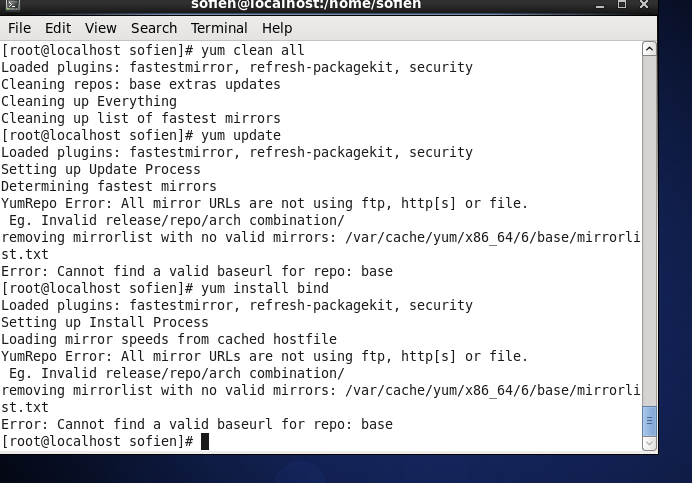 sofien@localhost:/home/sofien
File Edit View Search Terminal Help
[root@localhost sofien]# yum clean all
Loaded plugins: fastestmirror, refresh-packagekit, security
Cleaning repos: base extras updates
Cleaning up Everything
Cleaning up list of fastest mirrors
[root@localhost sofien]# yum update
Loaded plugins: fastestmirror, refresh-packagekit, security
Setting up Update Process
Determining fastest mirrors
YumRepo Error: All mirror URLs are not using ftp, http[s] or file.
 Eg. Invalid release/repo/arch combination/
removing mirrorlist with no valid mirrors: /var/cache/yum/x86_64/6/base/mirrorli
st.txt
Error: Cannot find a valid baseurl for repo: base
[root@localhost sofien]# yum install bind
Loaded plugins: fastestmirror, refresh-packagekit, security
Setting up Install Process
Loading mirror speeds from cached hostfile
YumRepo Error: All mirror URLs are not using ftp, http[s] or file.
 Eg. Invalid release/repo/arch combination/
removing mirrorlist with no valid mirrors: /var/cache/yum/x86_64/6/base/mirrorli
st.txt
Error: Cannot find a valid baseurl for repo: base
[root@localhost sofien]#